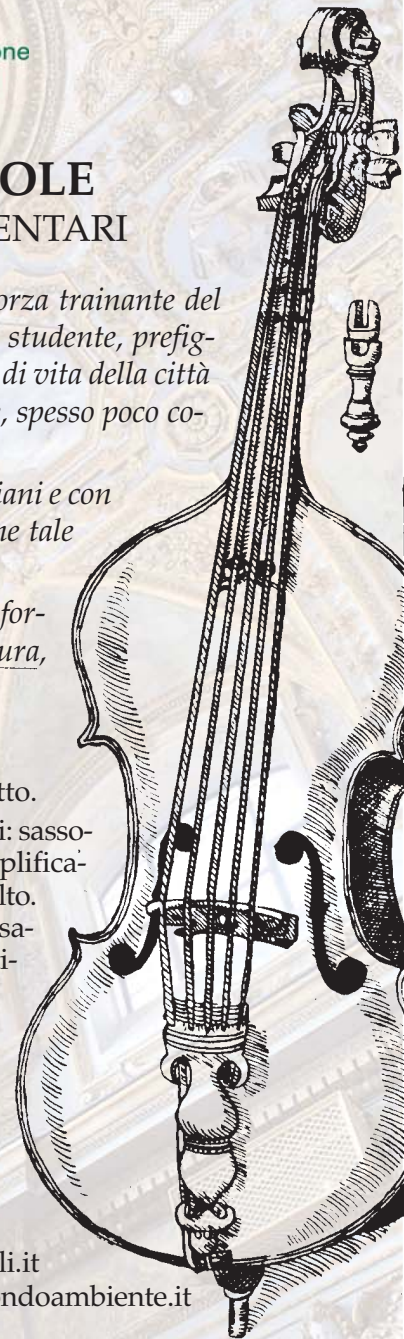 one
OLE
ENTARI
orza trainante del
studente, prefig-
di vita della città
, spesso poco co-
iani e con
ne tale
for-
ura,
tto.
i: sasso-
plifica-
lto.
sa-
i-
li.it
ondoambiente.it